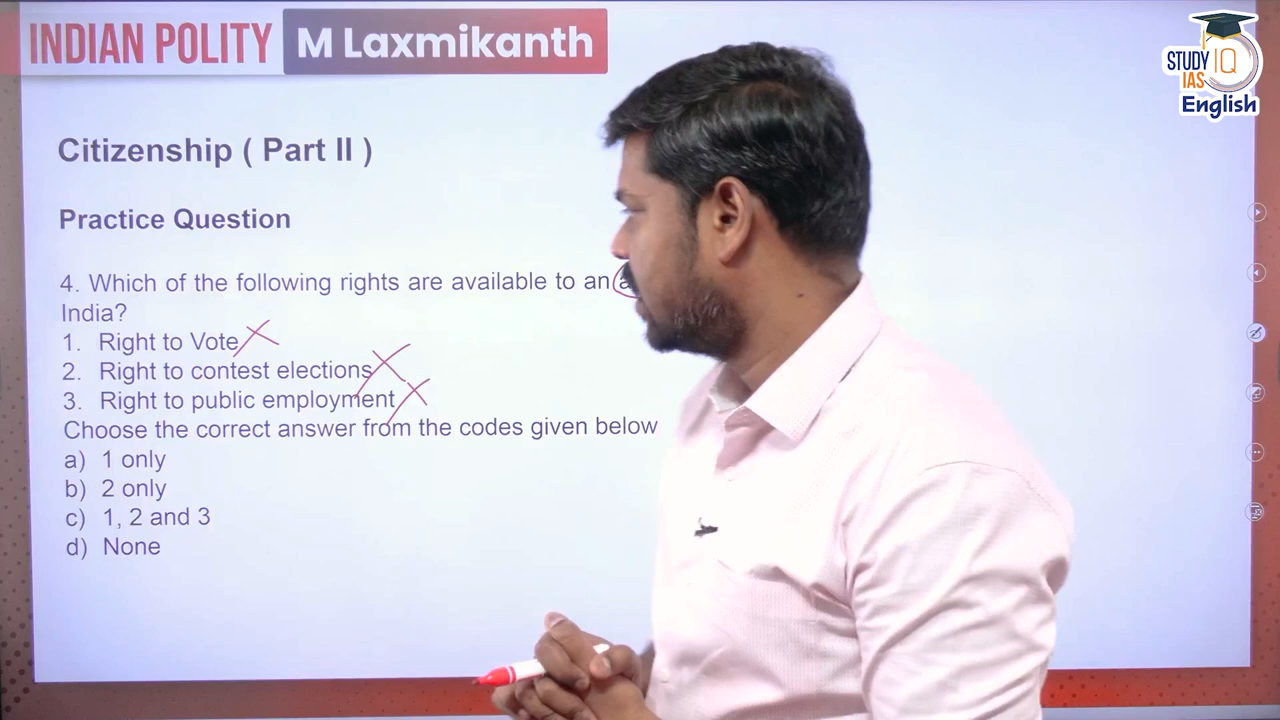 INDIAN POLITY M Laxmikanth
STUDY IQ
IAS
English
Citizenship ( Part II )
Practice Question
4. Which of the following rights are available to an
India?
1. Right to Vote
2. Right to contest elections
3. Right to public employment
Choose the correct answer from the codes given below
a) 1 only
b) 2 only
c) 1, 2 and 3
d) None